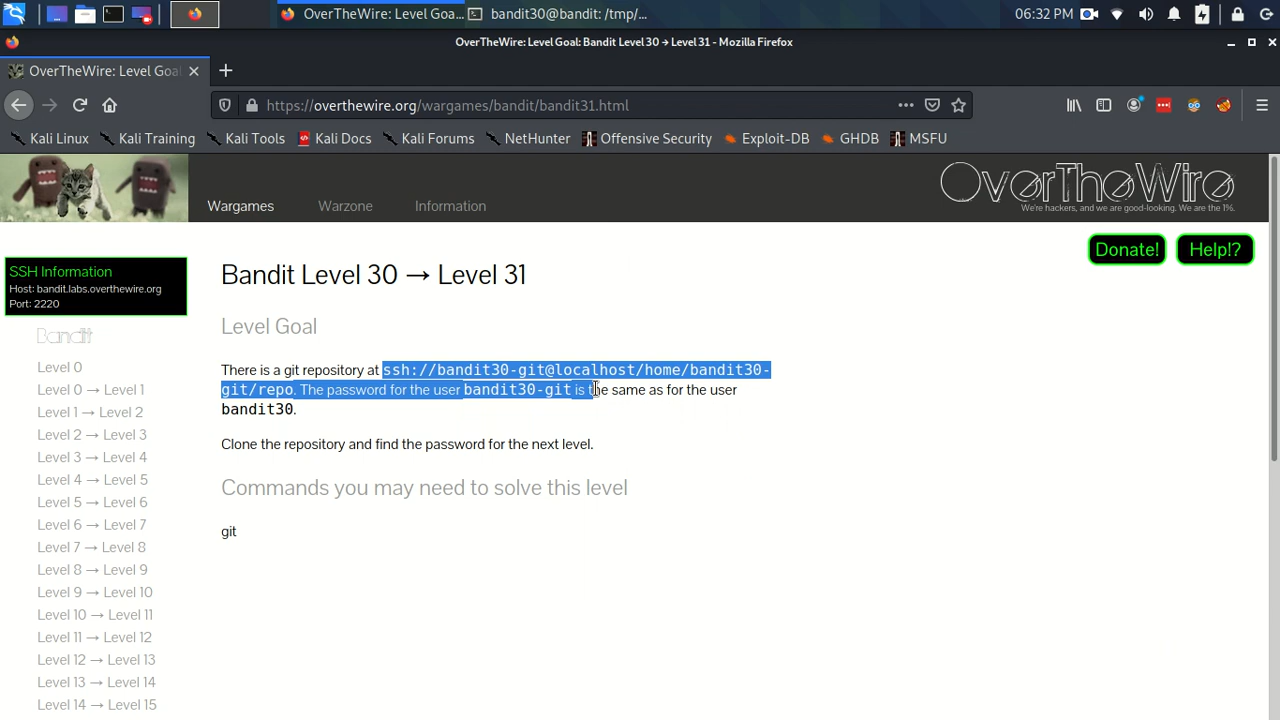 OverTheWire: Level Goa...
bandit30@bandit: /tmp/...
06:32 PM
OverTheWire: Level Goal: Bandit Level 30 → Level 31 - Mozilla Firefox
OverTheWire: Level Goal
https://overthewire.org/wargames/bandit/bandit31.html
Kali Linux
Kali Training
Kali Tools
Kali Docs
Kali Forums
NetHunter
Offensive Security
Exploit-DB
GHDB
MSFU
Wargames
Warzone
Information
OverTheWire
We're hackers, and we are good-looking. We are the 1%.
Donate!
Help!?
SSH Information
Host: bandit.labs.overthewire.org
Port: 2220
Bandit
Level 0
Level 0 → Level 1
Level 1 → Level 2
Level 2 → Level 3
Level 3 → Level 4
Level 4 → Level 5
Level 5 → Level 6
Level 6 → Level 7
Level 7 → Level 8
Level 8 → Level 9
Level 9 → Level 10
Level 10 → Level 11
Level 11 → Level 12
Level 12 → Level 13
Level 13 → Level 14
Level 14 → Level 15
Bandit Level 30 → Level 31
Level Goal
There is a git repository at ssh://bandit30-git@localhost/home/bandit30-
git/repo. The password for the user bandit30-git is the same as for the user
bandit30.
Clone the repository and find the password for the next level.
Commands you may need to solve this level
git